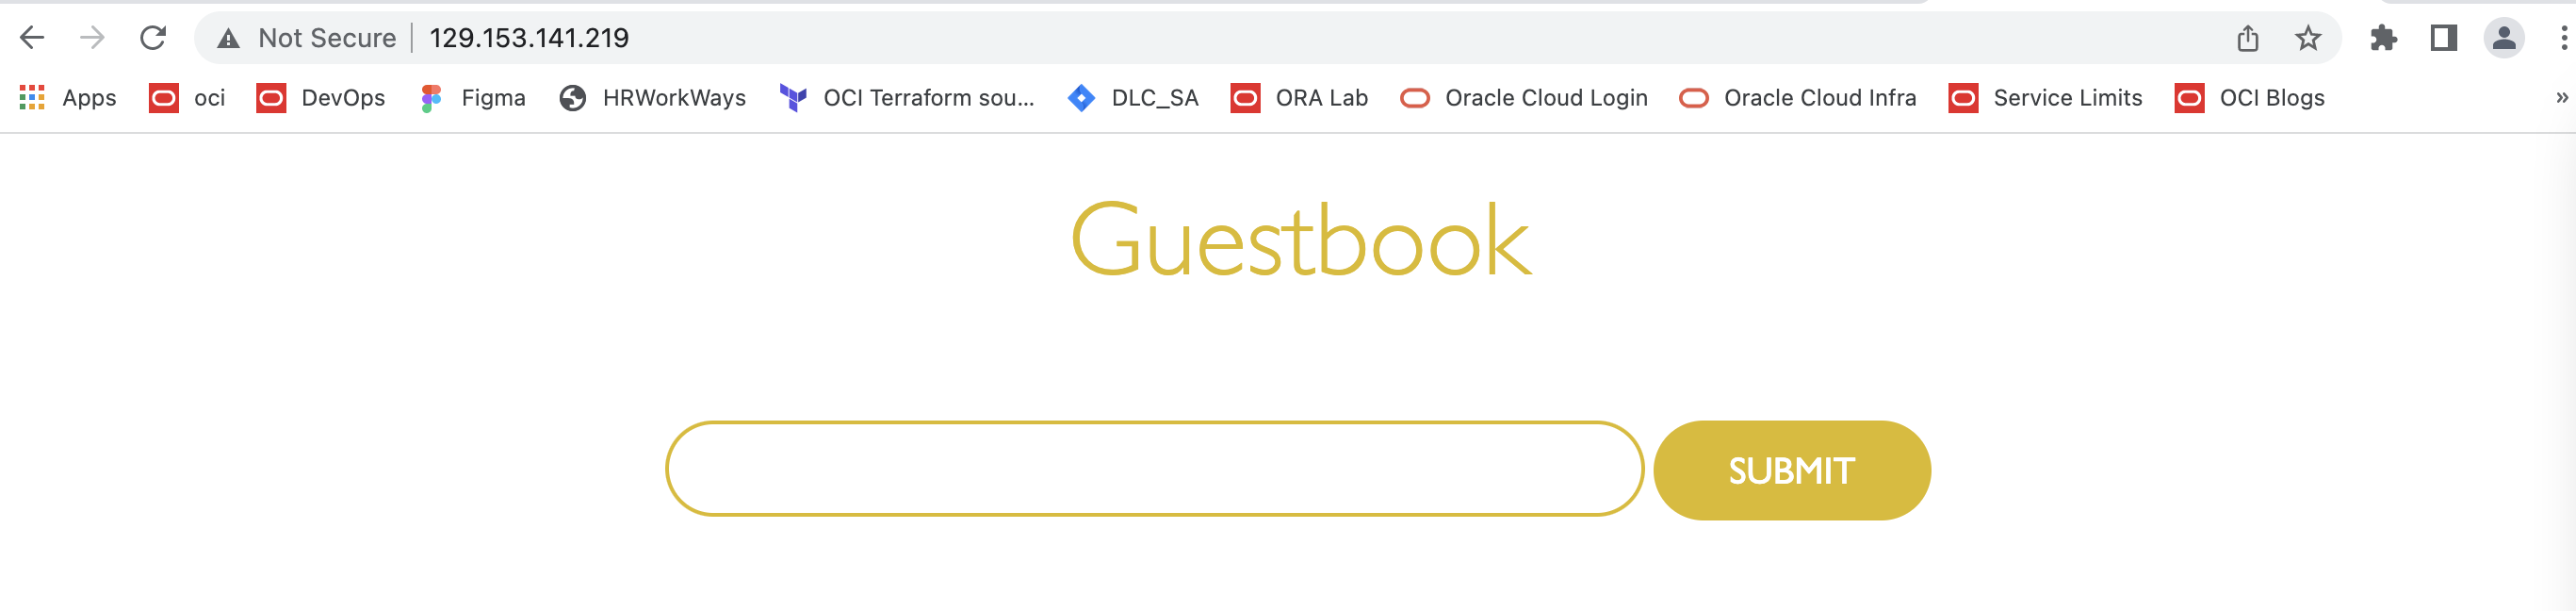 Not Secure 129.153.141.219
Apps oci DevOps Figma HRWorkWays OCI Terraform sou... DLC_SA ORA Lab Oracle Cloud Login Oracle Cloud Infra Service Limits OCI Blogs »
Guestbook
SUBMIT